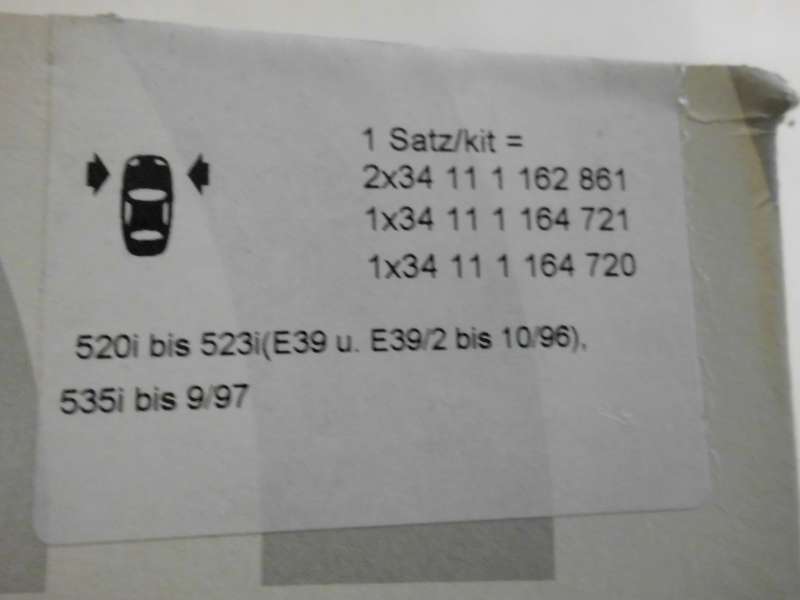 1 Satz/kit =
2x34 11 1 162 861
1x34 11 1 164 721
1x34 11 1 164 720
520i bis 523i(E39 u. E39/2 bis 10/96),
535i bis 9/97